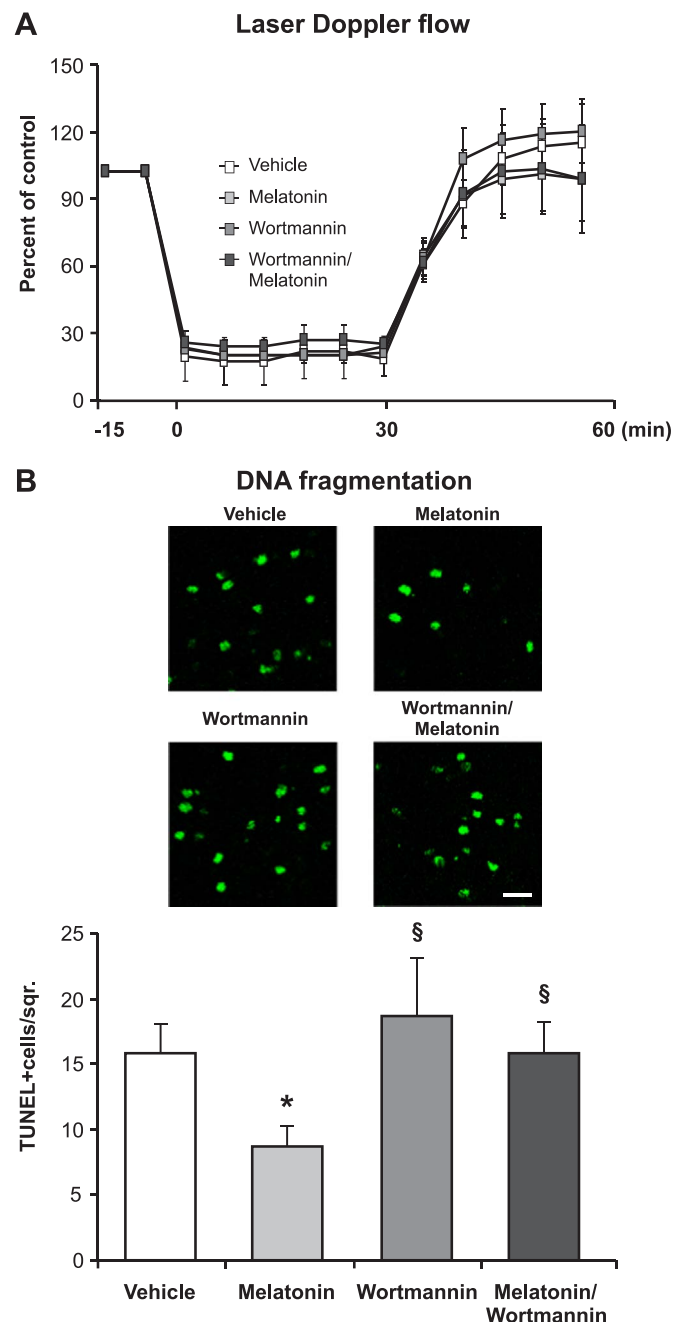 A
Laser Doppler flow
150
120
90
60
30
0
Percent of control
Vehicle
Melatonin
Wortmannin
Wortmannin/
Melatonin
-15
0
30
60 (min)
B
DNA fragmentation
Vehicle
Melatonin
Wortmannin
Wortmannin/
Melatonin
25
20
15
10
5
0
TUNEL+cells/sqr.
*
§
§
Vehicle
Melatonin
Wortmannin
Melatonin/
Wortmannin